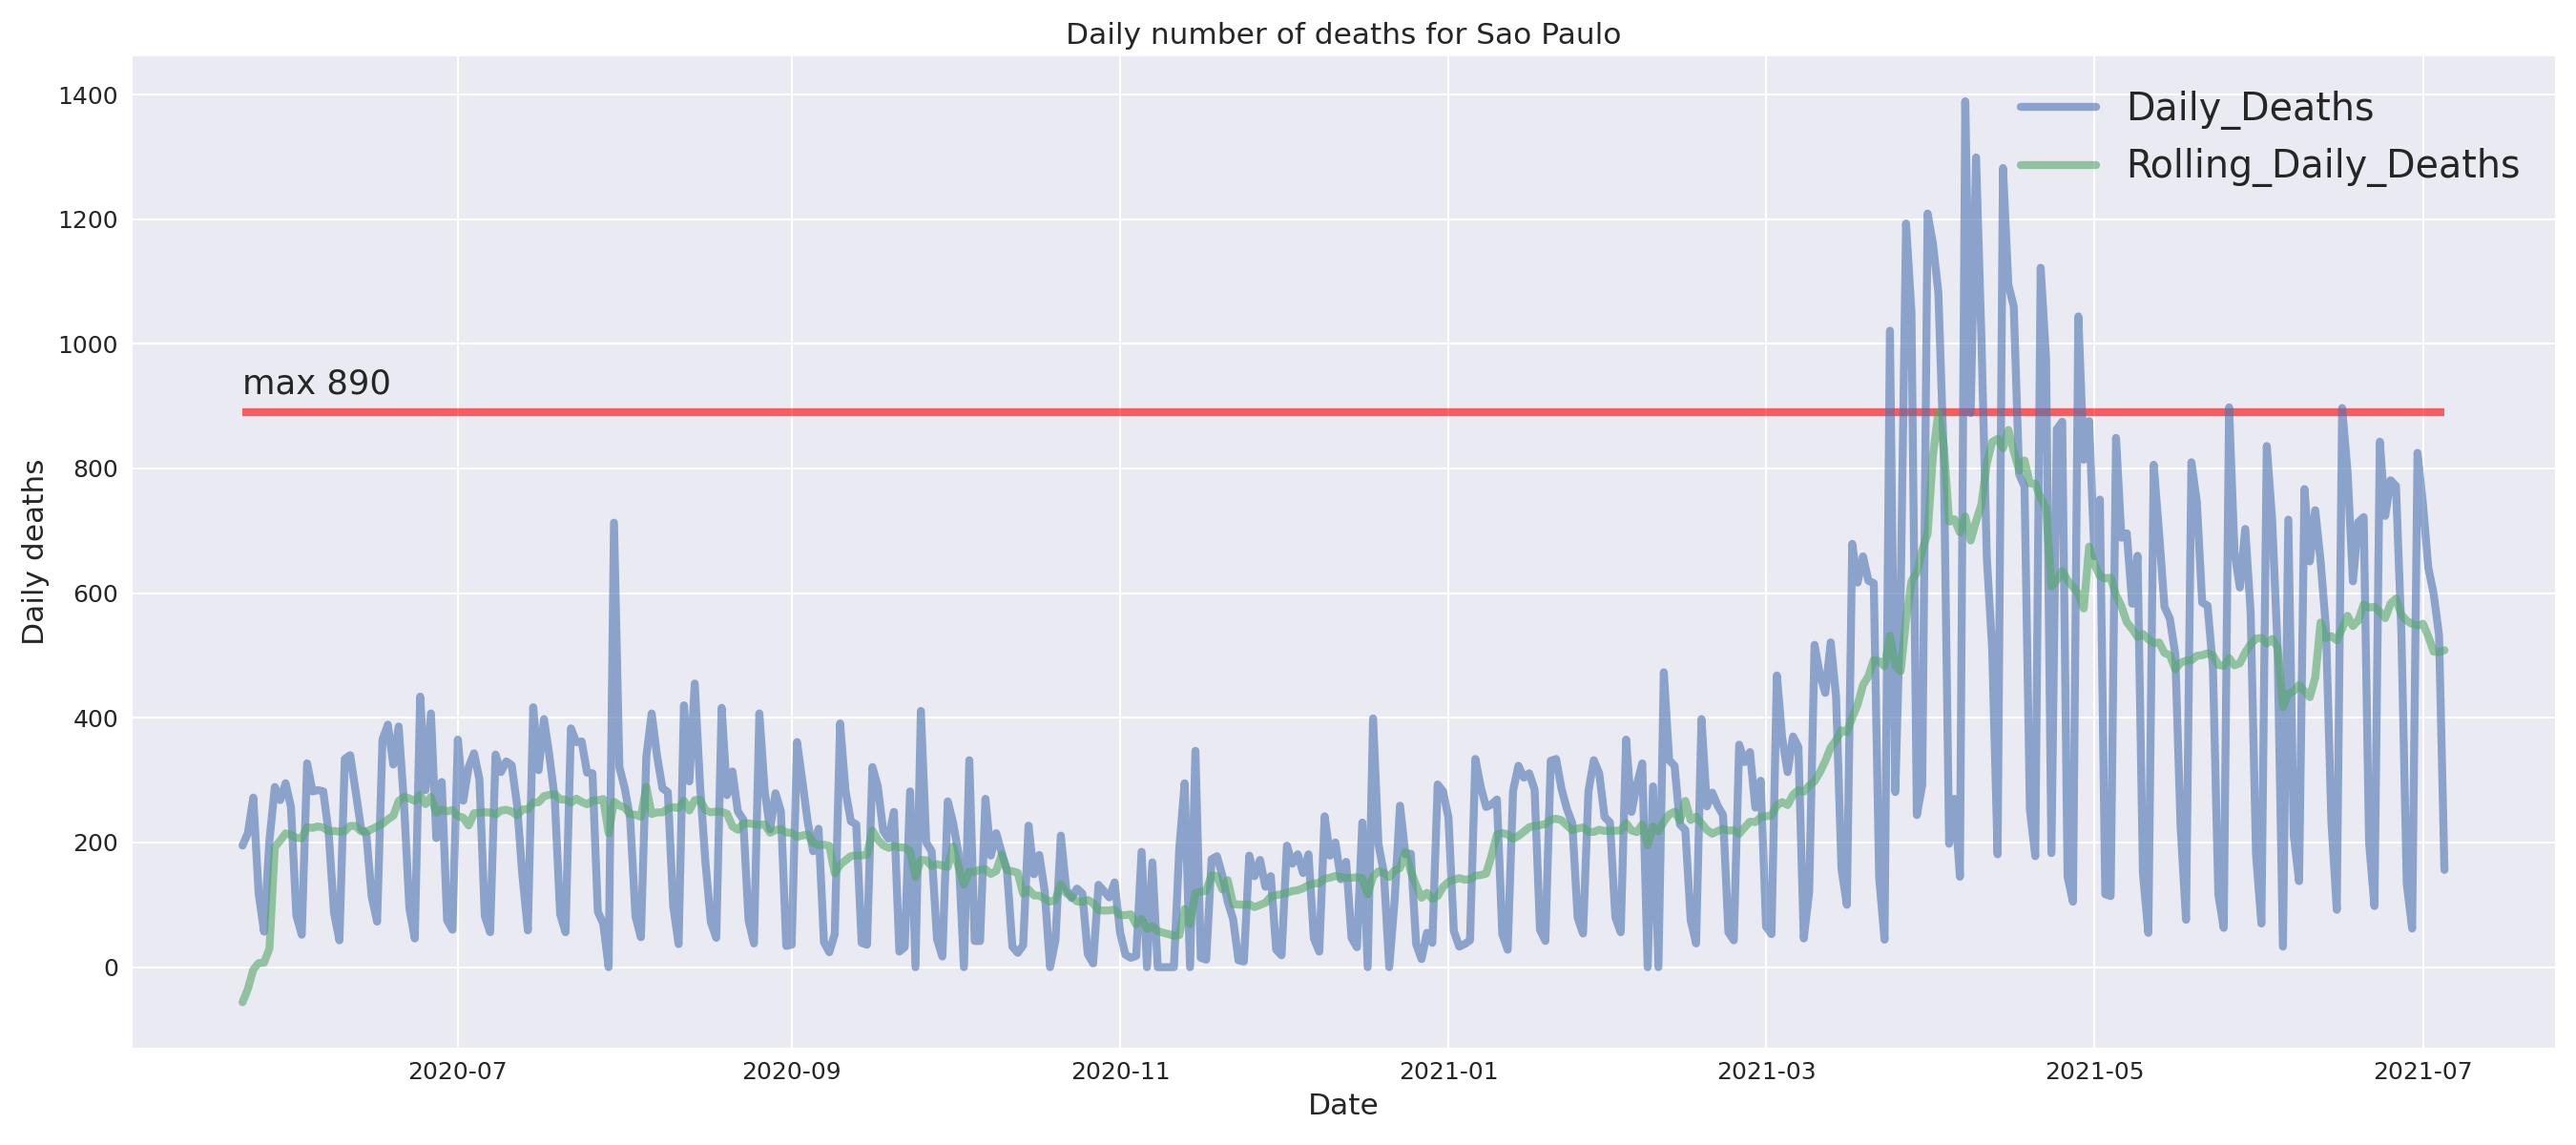 Daily number of deaths for Sao Paulo
1400
1200
1000
800
600
400
200
0
Daily deaths
max 890
Daily_Deaths
Rolling_Daily_Deaths
2020-07
2020-09
2020-11
2021-01
2021-03
2021-05
2021-07
Date